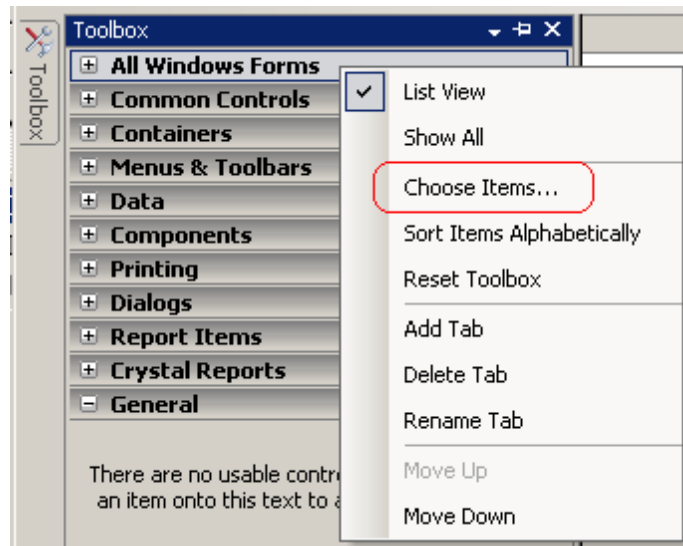 Toolbox
Toolbox
All Windows Forms
Common Controls
Containers
Menus & Toolbars
Data
Components
Printing
Dialogs
Report Items
Crystal Reports
General
There are no usable
an item onto this text to
List View
Show All
Choose Items...
Sort Items Alphabetically
Reset Toolbox
Add Tab
Delete Tab
Rename Tab
Move Up
Move Down